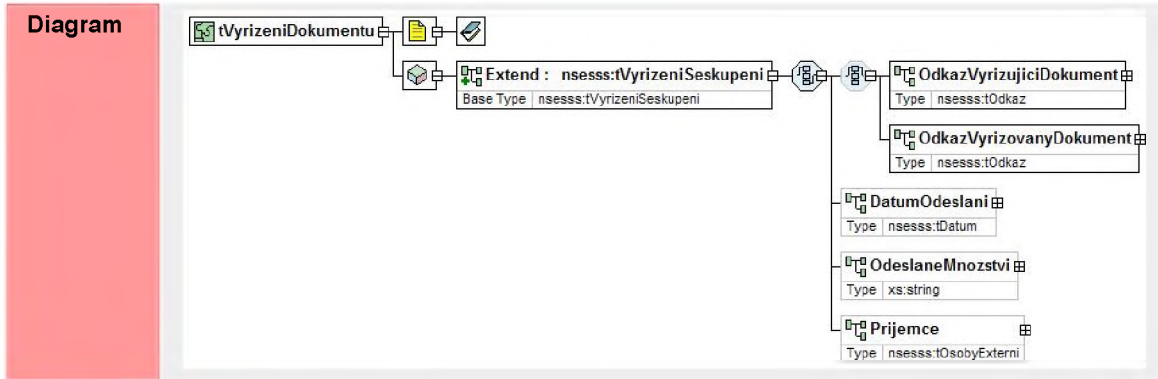 Diagram
tVyrizeniDokumentu
Extend : nsesss:tVyrizeniSeskupeni
Base Type nsesss:tVyrizeniSeskupeni
OdkazVyrizujiciDokument
Type nsesss:tOdkaz
OdkazVyrizovanyDokument
Type nsesss:tOdkaz
DatumOdeslani
Type nsesss:tDatum
OdeslaneMnozstvi
Type xs:string
Prijemce
Type nsesss:tOsobyExterni